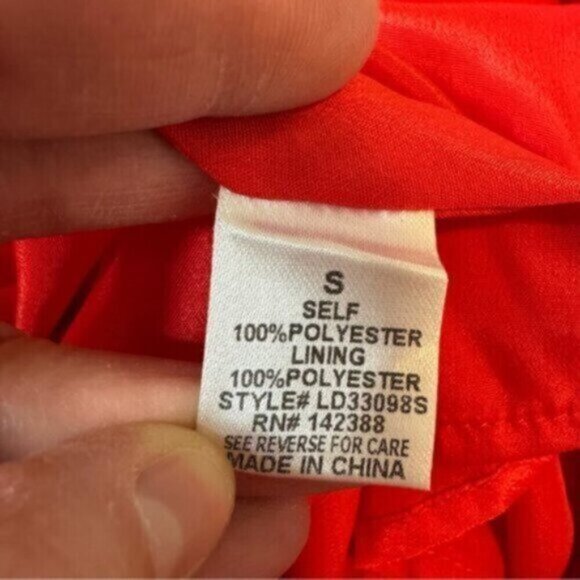 S
SELF
100%POLYESTER
LINING
100%POLYESTER
STYLE# LD33098S
RN# 142388
SEE REVERSE FOR CARE
MADE IN CHINA